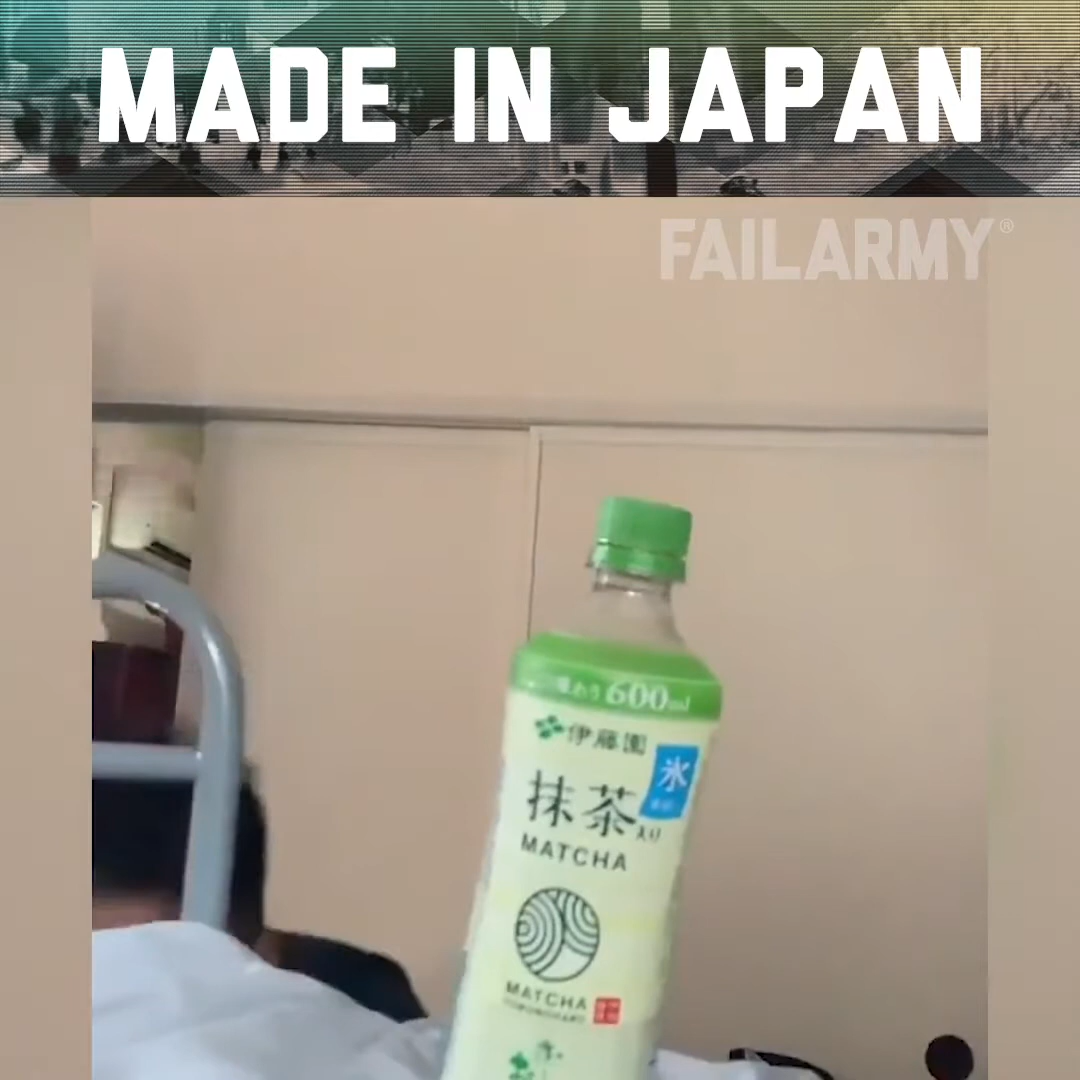 MADE IN JAPAN
FAILARMY®
600ml
伊藤園
氷
抹茶入り
MATCHA
MATCHA